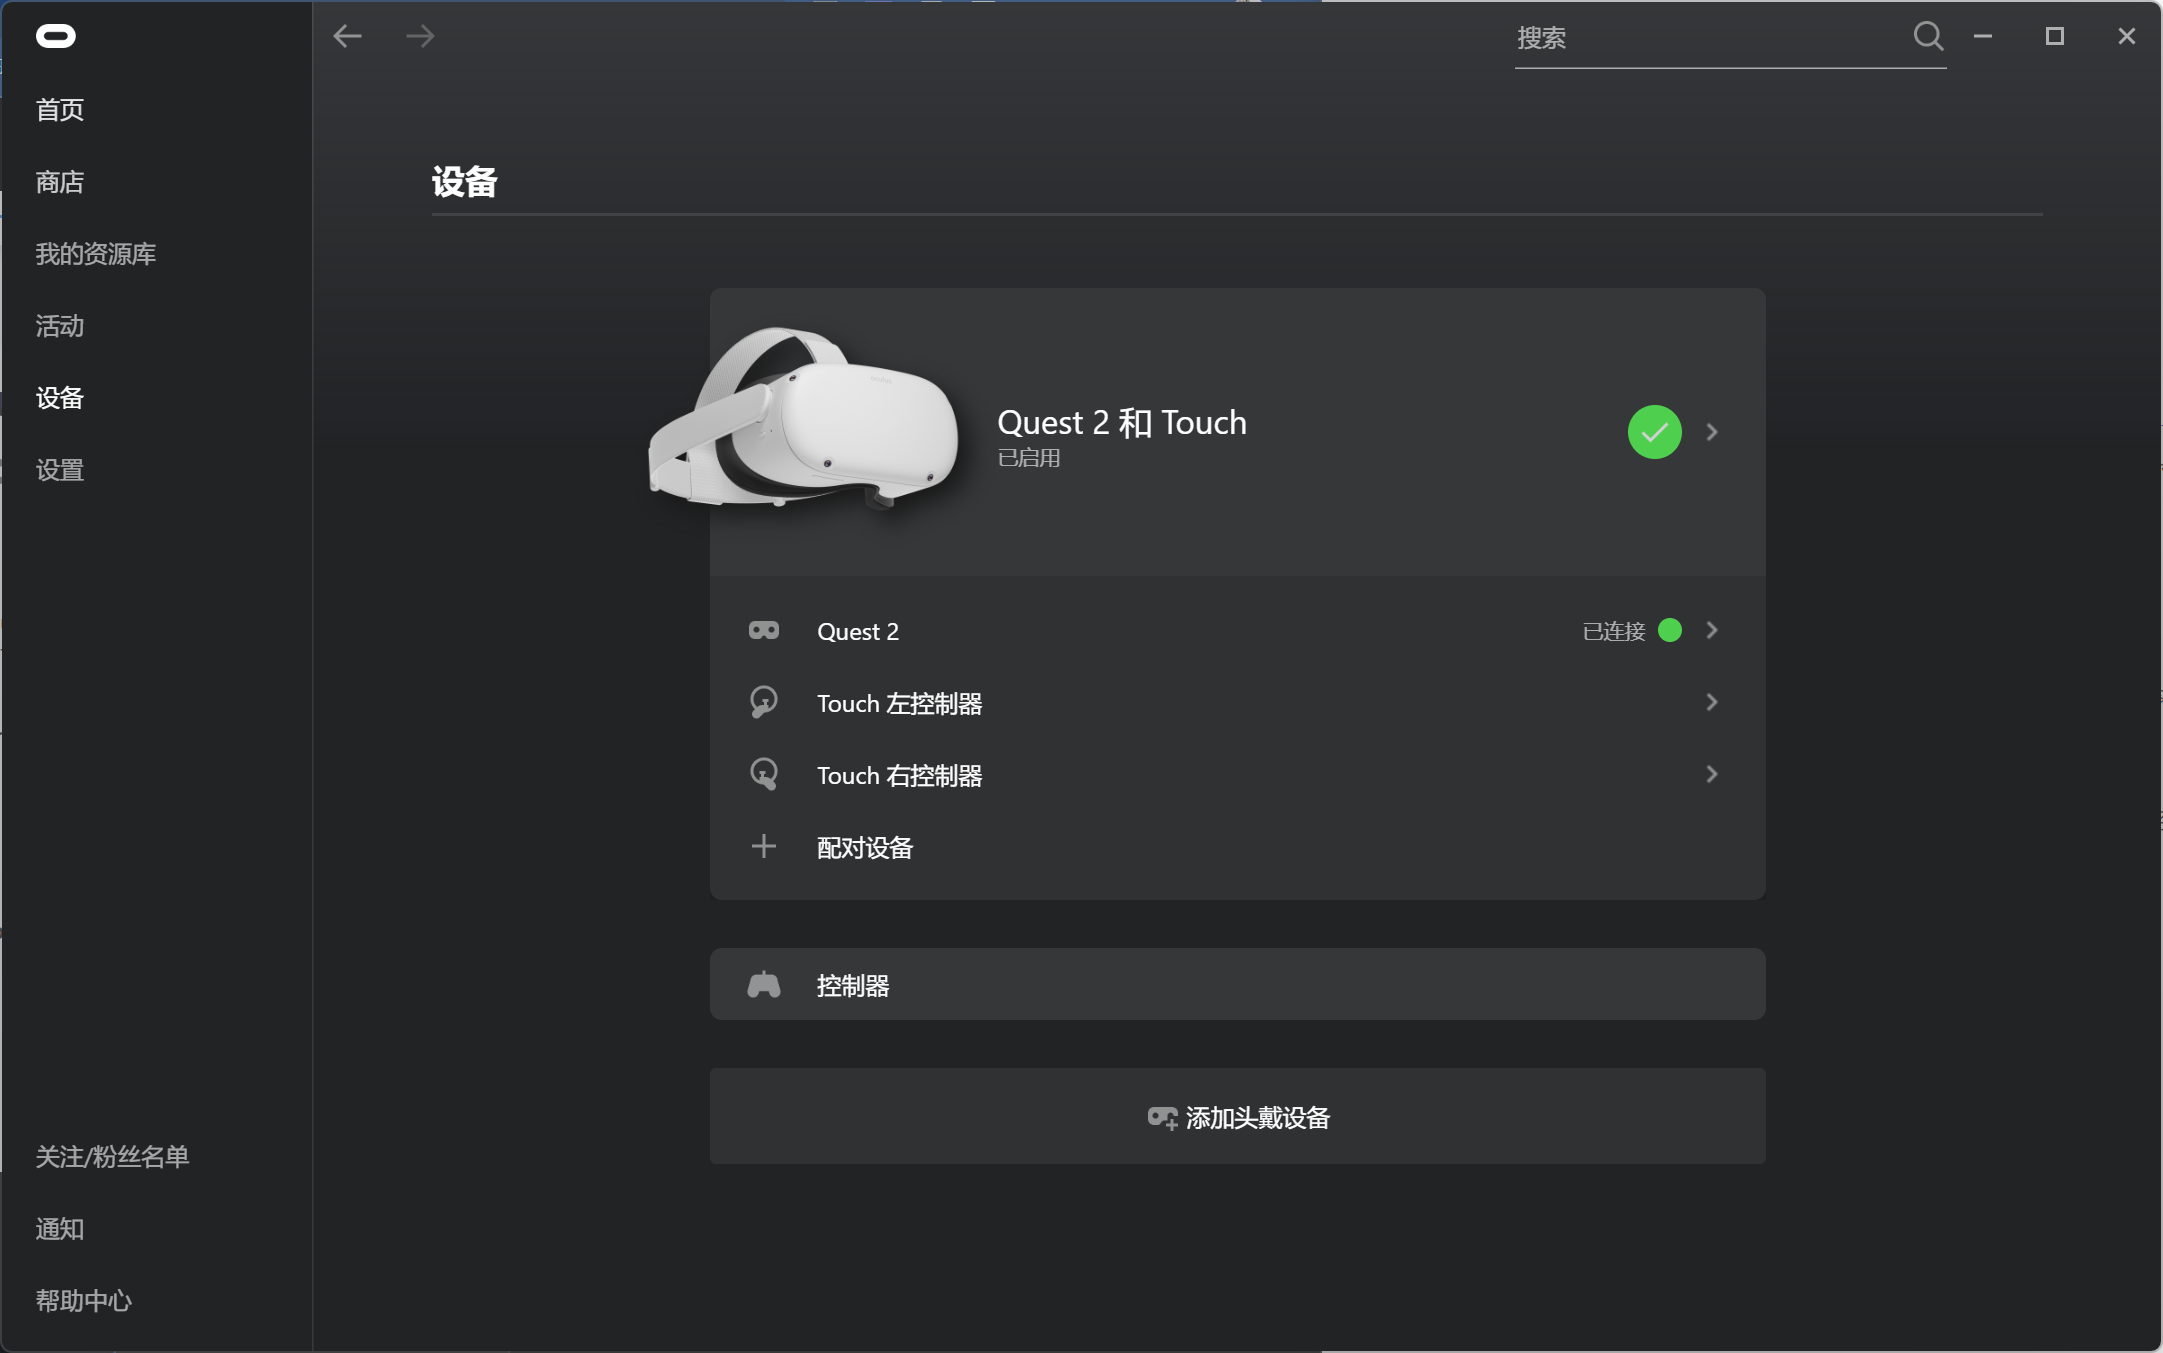 搜索
首页
商店
我的资源库
活动
设备
设置
关注/粉丝名单
通知
帮助中心
设备
Quest 2 和 Touch
已启用
Quest 2
已连接
Touch 左控制器
Touch 右控制器
配对设备
控制器
添加头戴设备